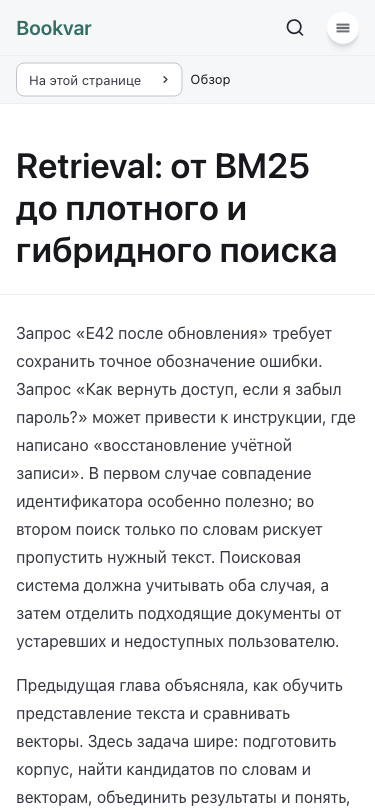 Bookvar
На этой странице
Обзор
Retrieval: от BM25
до плотного и
гибридного поиска
Запрос «E42 после обновления» требует
сохранить точное обозначение ошибки.
Запрос «Как вернуть доступ, если я забыл
пароль?» может привести к инструкции, где
написано «восстановление учётной
записи». В первом случае совпадение
идентификатора особенно полезно; во
втором поиск только по словам рискует
пропустить нужный текст. Поисковая
система должна учитывать оба случая, а
затем отделить подходящие документы от
устаревших и недоступных пользователю.
Предыдущая глава объясняла, как обучить
представление текста и сравнивать
векторы. Здесь задача шире: подготовить
корпус, найти кандидатов по словам и
векторам, объединить результаты и понять,